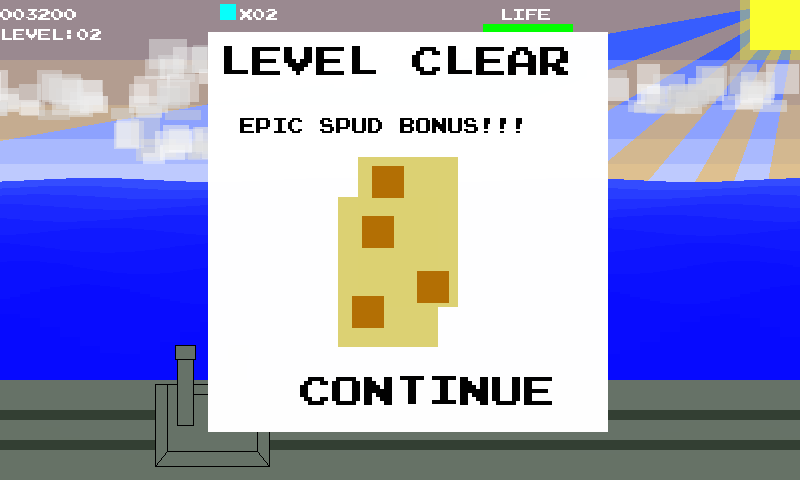 003200
X02
LIFE
LEVEL:02
LEVEL CLEAR
EPIC SPUD BONUS!!!
CONTINUE